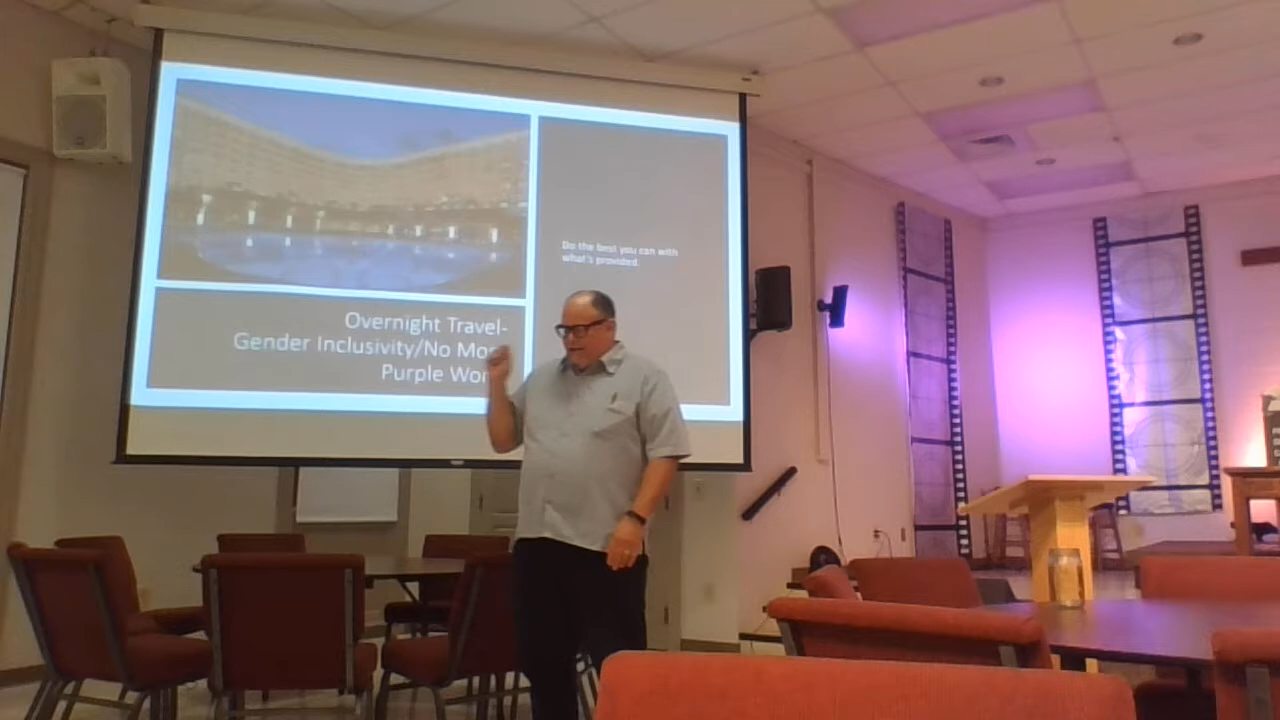 Do the best you can with
what's provided.
Overnight Travel-
Gender Inclusivity/No
Purple